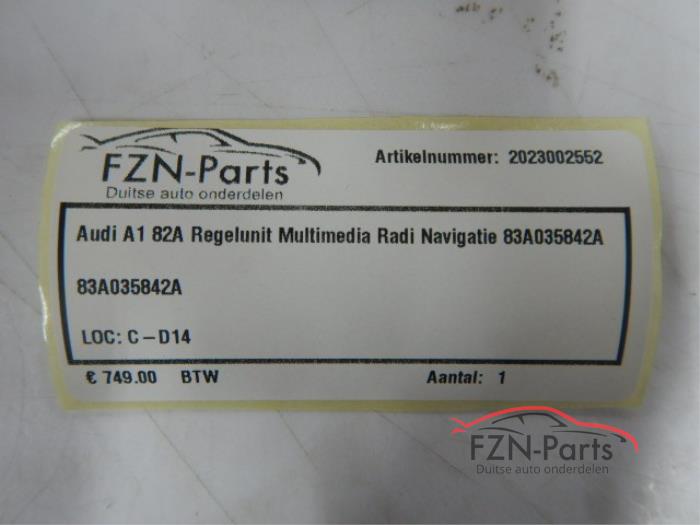 FZN-Parts
Duitse auto onderdelen
Artikelnummer: 2023002552
Audi A1 82A Regelunit Multimedia Radi Navigatie 83A035842A
83A035842A
LOC: C-D14
€ 749.00 BTW
Aantal: 1
FZN-Parts
Duitse auto onderdelen